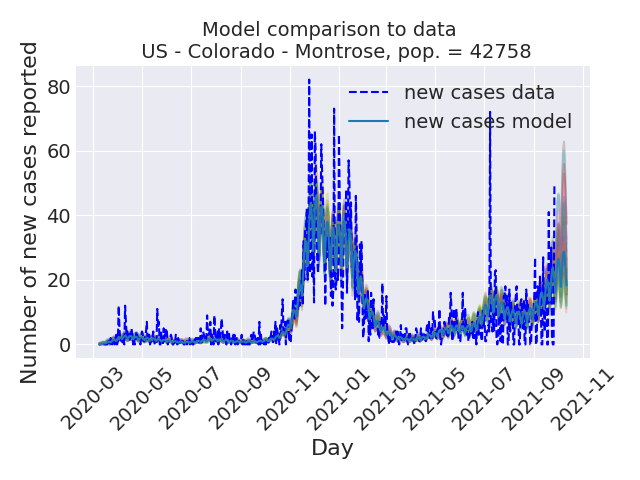 Model comparison to data
US - Colorado - Montrose, pop. = 42758
Number of new cases reported
80
60
40
20
0
new cases data
new cases model
2020-03
2020-05
2020-07
2020-09
2020-11
2021-01
2021-03
2021-05
2021-07
2021-09
2021-11
Day